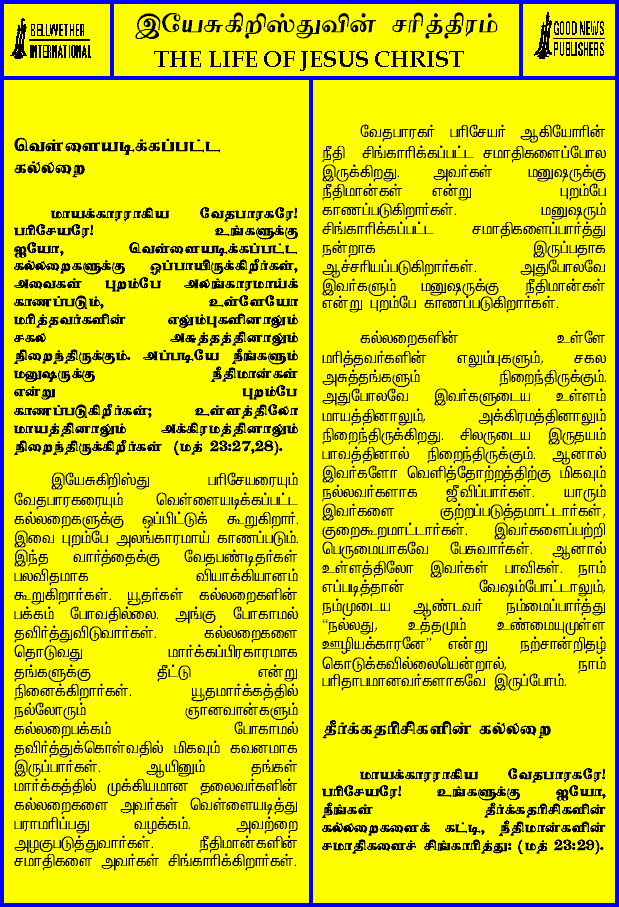 BELLWETHER
INTERNATIONAL
இயேசுகிறிஸ்துவின் சரித்திரம்
THE LIFE OF JESUS CHRIST
GOOD NEWS
PUBLISHERS
வெள்ளையடிக்கப்பட்ட
கல்லறை
மாயக்காரராகிய வேதபாரகரே!
பரிசேயரே! உங்களுக்கு
ஐயோ, வெள்ளையடிக்கப்பட்ட
கல்லறைகளுக்கு ஒப்பாயிருக்கிறீர்கள்,
அவைகள் புறம்பே அலங்காரமாய்க்
காணப்படும், உள்ளேயோ
மரித்தவர்களின் எலும்புகளினாலும்
சகல அசுத்தத்தினாலும்
நிறைந்திருக்கும். அப்படியே நீங்களும்
மனுஷருக்கு நீதிமான்கள்
என்று புறம்பே
காணப்படுகிறீர்கள்; உள்ளத்திலோ
மாயத்தினாலும் அக்கிரமத்தினாலும்
நிறைந்திருக்கிறீர்கள் (மத் 23:27,28).
இயேசுகிறிஸ்து பரிசேயரையும்
வேதபாரகரையும் வெள்ளையடிக்கப்பட்ட
கல்லறைகளுக்கு ஒப்பிட்டுக் கூறுகிறார்.
இவை புறம்பே அலங்காரமாய் காணப்படும்.
இந்த வார்த்தைக்கு வேதபண்டிதர்கள்
பலவிதமாக வியாக்கியானம்
கூறுகிறார்கள். யூதர்கள் கல்லறைகளின்
பக்கம் போவதில்லை. அங்கு போகாமல்
தவிர்த்துவிடுவார்கள். கல்லறைகளை
தொடுவது மார்க்கப்பிரகாரமாக
தங்களுக்கு தீட்டு என்று
நினைக்கிறார்கள். யூதமார்க்கத்தில்
நல்லோரும் ஞானவான்களும்
கல்லறைபக்கம் போகாமல்
தவிர்த்துக்கொள்வதில் மிகவும் கவனமாக
இருப்பார்கள். ஆயினும் தங்கள்
மார்க்கத்தில் முக்கியமான தலைவர்களின்
கல்லறைகளை அவர்கள் வெள்ளையடித்து
பராமரிப்பது வழக்கம். அவற்றை
அழகுபடுத்துவார்கள். நீதிமான்களின்
சமாதிகளை அவர்கள் சிங்காரிக்கிறார்கள்.
வேதபாரகர் பரிசேயர் ஆகியோரின்
நீதி சிங்காரிக்கப்பட்ட சமாதிகளைப்போல
இருக்கிறது. அவர்கள் மனுஷருக்கு
நீதிமான்கள் என்று புறம்பே
காணப்படுகிறார்கள். மனுஷரும்
சிங்காரிக்கப்பட்ட சமாதிகளைப்பார்த்து
நன்றாக இருப்பதாக
ஆச்சரியப்படுகிறார்கள். அதுபோலவே
இவர்களும் மனுஷருக்கு நீதிமான்கள்
என்று புறம்பே காணப்படுகிறார்கள்.
கல்லறைகளின் உள்ளே
மரித்தவர்களின் எலும்புகளும், சகல
அசுத்தங்களும் நிறைந்திருக்கும்.
அதுபோலவே இவர்களுடைய உள்ளம்
மாயத்தினாலும், அக்கிரமத்தினாலும்
நிறைந்திருக்கிறது. சிலருடைய இருதயம்
பாவத்தினால் நிறைந்திருக்கும். ஆனால்
இவர்களோ வெளித்தோற்றத்திற்கு மிகவும்
நல்லவர்களாக ஜீவிப்பார்கள். யாரும்
இவர்களை குற்றப்படுத்தமாட்டார்கள்,
குறைகூறமாட்டார்கள். இவர்களைப்பற்றி
பெருமையாகவே பேசுவார்கள். ஆனால்
உள்ளத்திலோ இவர்கள் பாவிகள். நாம்
எப்படித்தான் வேஷம்போட்டாலும்,
நம்முடைய ஆண்டவர் நம்மைப்பார்த்து
“நல்லது, உத்தமும் உண்மையுமுள்ள
ஊழியக்காரனே” என்று நற்சான்றிதழ்
கொடுக்கவில்லையென்றால், நாம்
பரிதாபமானவர்களாகவே இருப்போம்.
தீர்க்கதரிசிகளின் கல்லறை
மாயக்காரராகிய வேதபாரகரே!
பரிசேயரே! உங்களுக்கு ஐயோ,
நீங்கள் தீர்க்கதரிசிகளின்
கல்லறைகளைக் கட்டி, நீதிமான்களின்
சமாதிகளைச் சிங்காரித்து: (மத் 23:29).